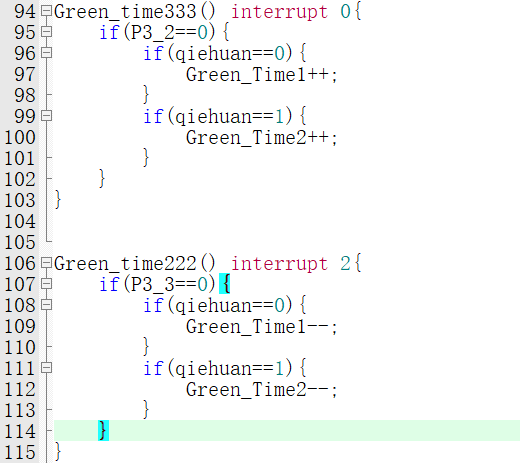 94 Green_time333() interrupt 0{
95     if(P3_2==0){
96         if(qiehuan==0){
97             Green_Time1++;
98         }
99         if(qiehuan==1){
100             Green_Time2++;
101         }
102     }
103 }
104
105
106 Green_time222() interrupt 2{
107     if(P3_3==0){
108         if(qiehuan==0){
109             Green_Time1--;
110         }
111         if(qiehuan==1){
112             Green_Time2--;
113         }
114     }
115 }